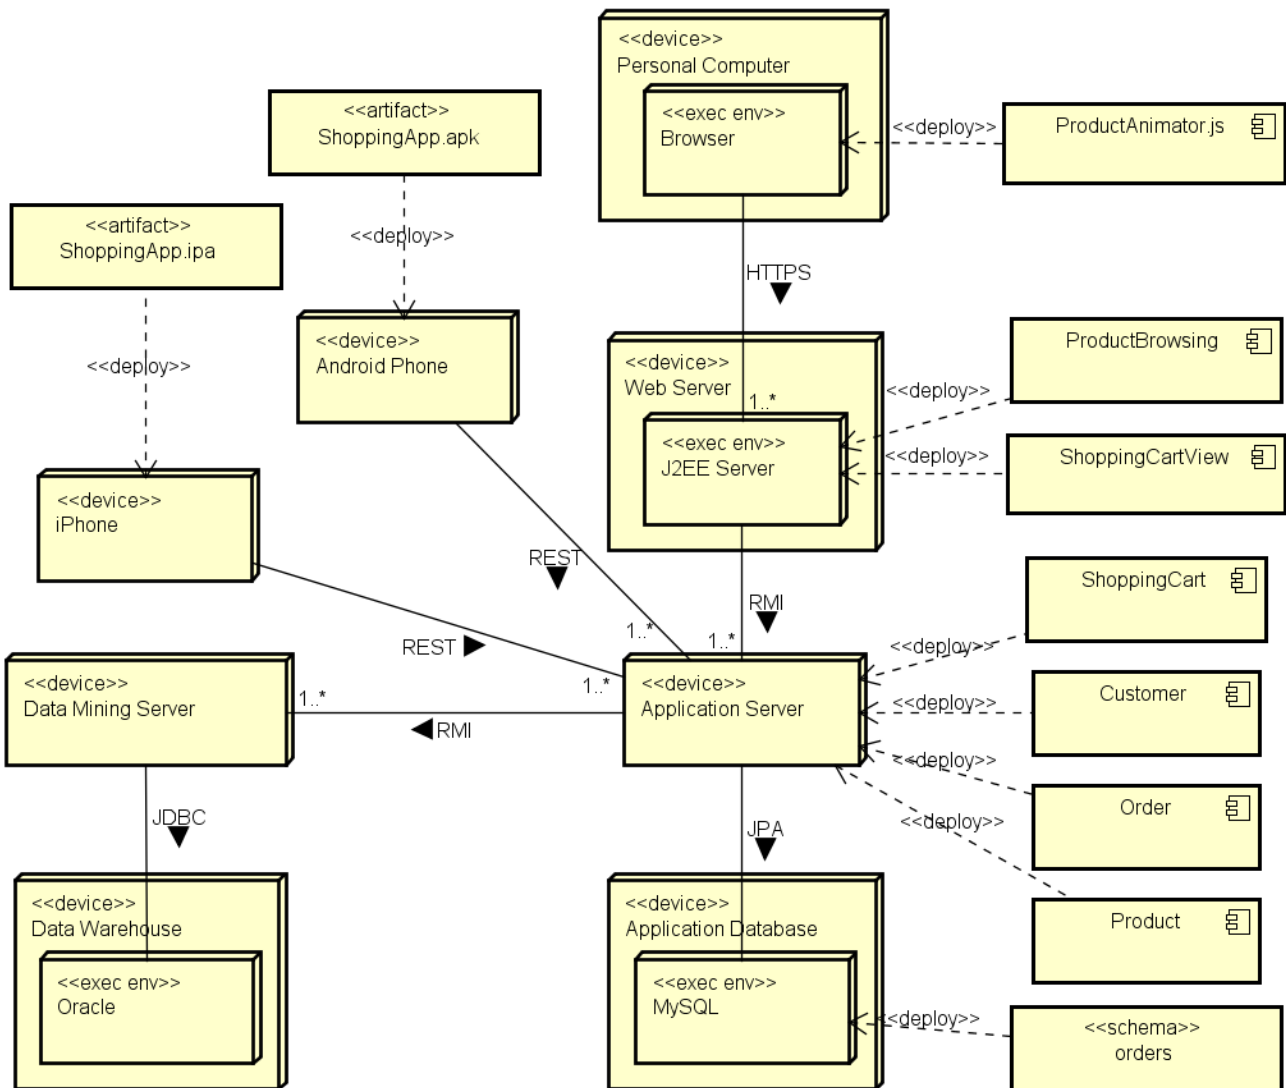 <<device>>
Personal Computer
<<exec env>>
Browser
<<deploy>>
ProductAnimator.js
<<artifact>>
ShoppingApp.apk
<<deploy>>
<<artifact>>
ShoppingApp.ipa
<<deploy>>
HTTPS
<<device>>
Android Phone
<<device>>
Web Server
1..*
<<exec env>>
J2EE Server
<<deploy>>
ProductBrowsing
<<deploy>>
ShoppingCartView
<<device>>
iPhone
REST
REST
RMI
1..*
1..*
1..*
<<device>>
Application Server
<<deploy>>
ShoppingCart
<<deploy>>
Customer
Order
<<deploy>>
Product
<<device>>
Data Mining Server
1..*
RMI
JDBC
JPA
<<device>>
Data Warehouse
<<exec env>>
Oracle
<<device>>
Application Database
<<exec env>>
MySQL
<<deploy>>
<<schema>>
orders